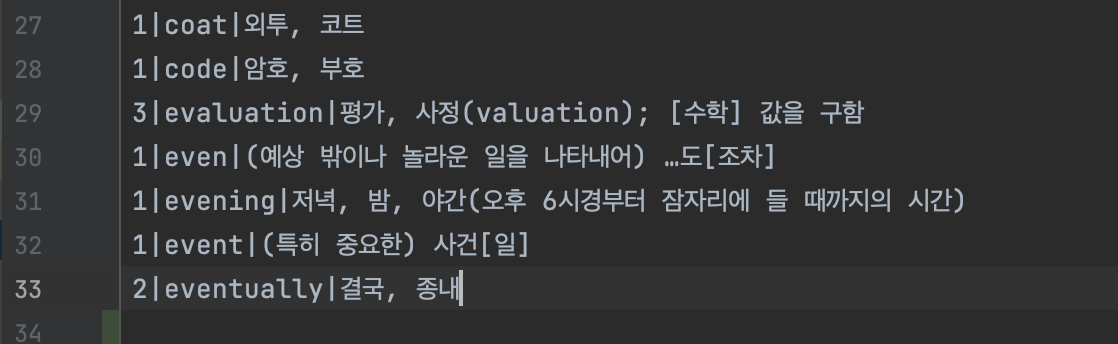 27 1|coat|외투, 코트
28 1|code|암호, 부호
29 3|evaluation|평가, 사정(valuation); [수학] 값을 구함
30 1|even|(예상 밖이나 놀라운 일을 나타내어) …도[조차]
31 1|evening|저녁, 밤, 야간(오후 6시경부터 잠자리에 들 때까지의 시간)
32 1|event|(특히 중요한) 사건[일]
33 2|eventually|결국, 종내
34